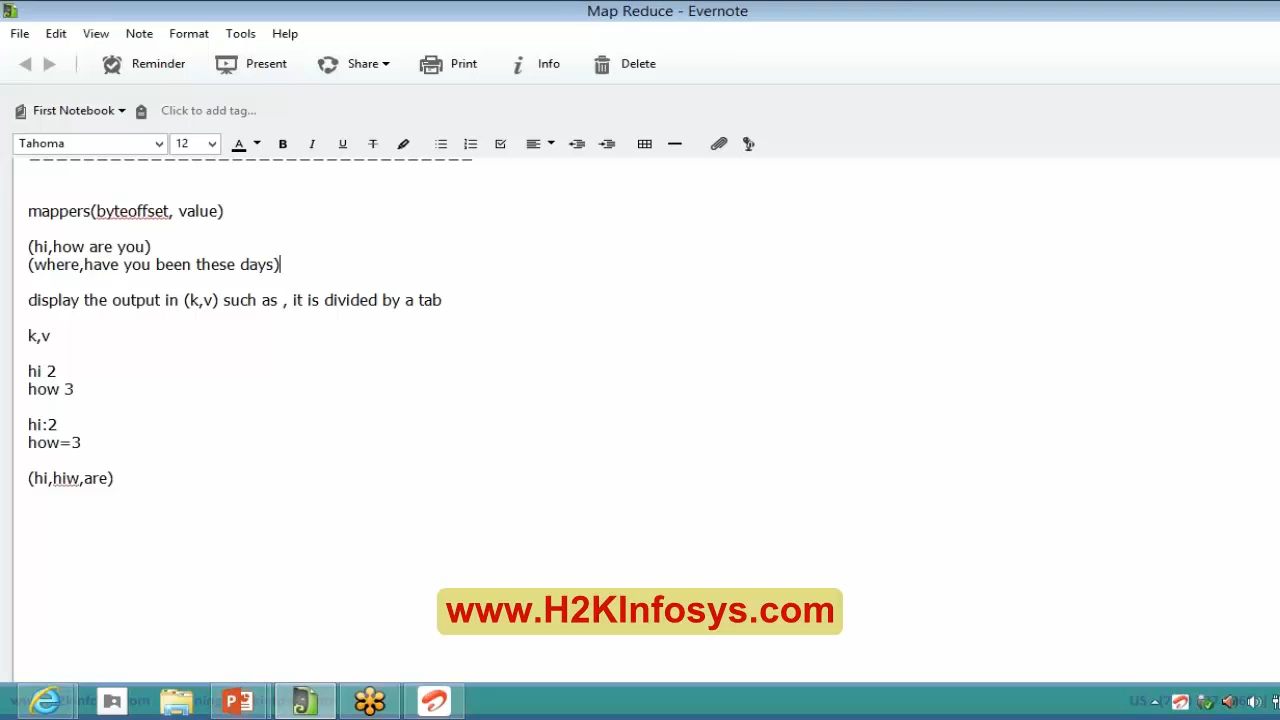 Map Reduce - Evernote
File Edit View Note Format Tools Help
Reminder Present Share Print Info Delete
First Notebook Click to add tag...
Tahoma 12 A B I U T
mappers(byteoffset, value)
(hi,how are you)
(where,have you been these days)
display the output in (k,v) such as , it is divided by a tab
k,v
hi 2
how 3
hi:2
how=3
(hi,hiw,are)
www.H2KInfosys.com
US